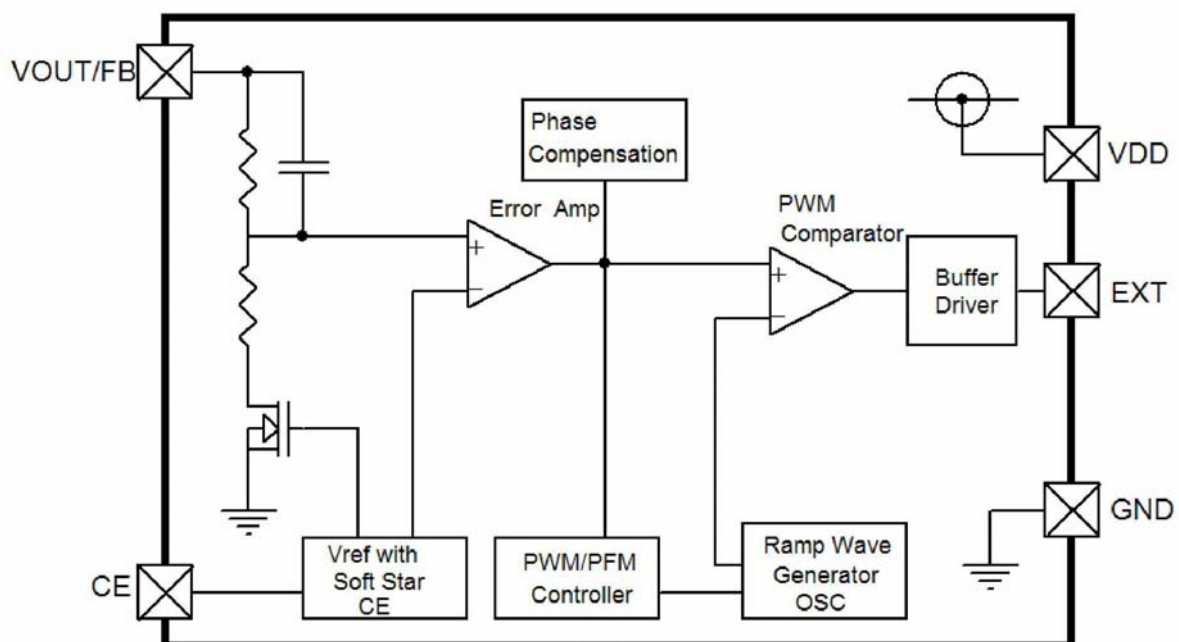 VOUT/FB
Phase
Compensation
VDD
Error Amp
PWM
Comparator
+
−
+
−
Buffer
Driver
EXT
GND
CE
Vref with
Soft Star
CE
PWM/PFM
Controller
Ramp Wave
Generator
OSC